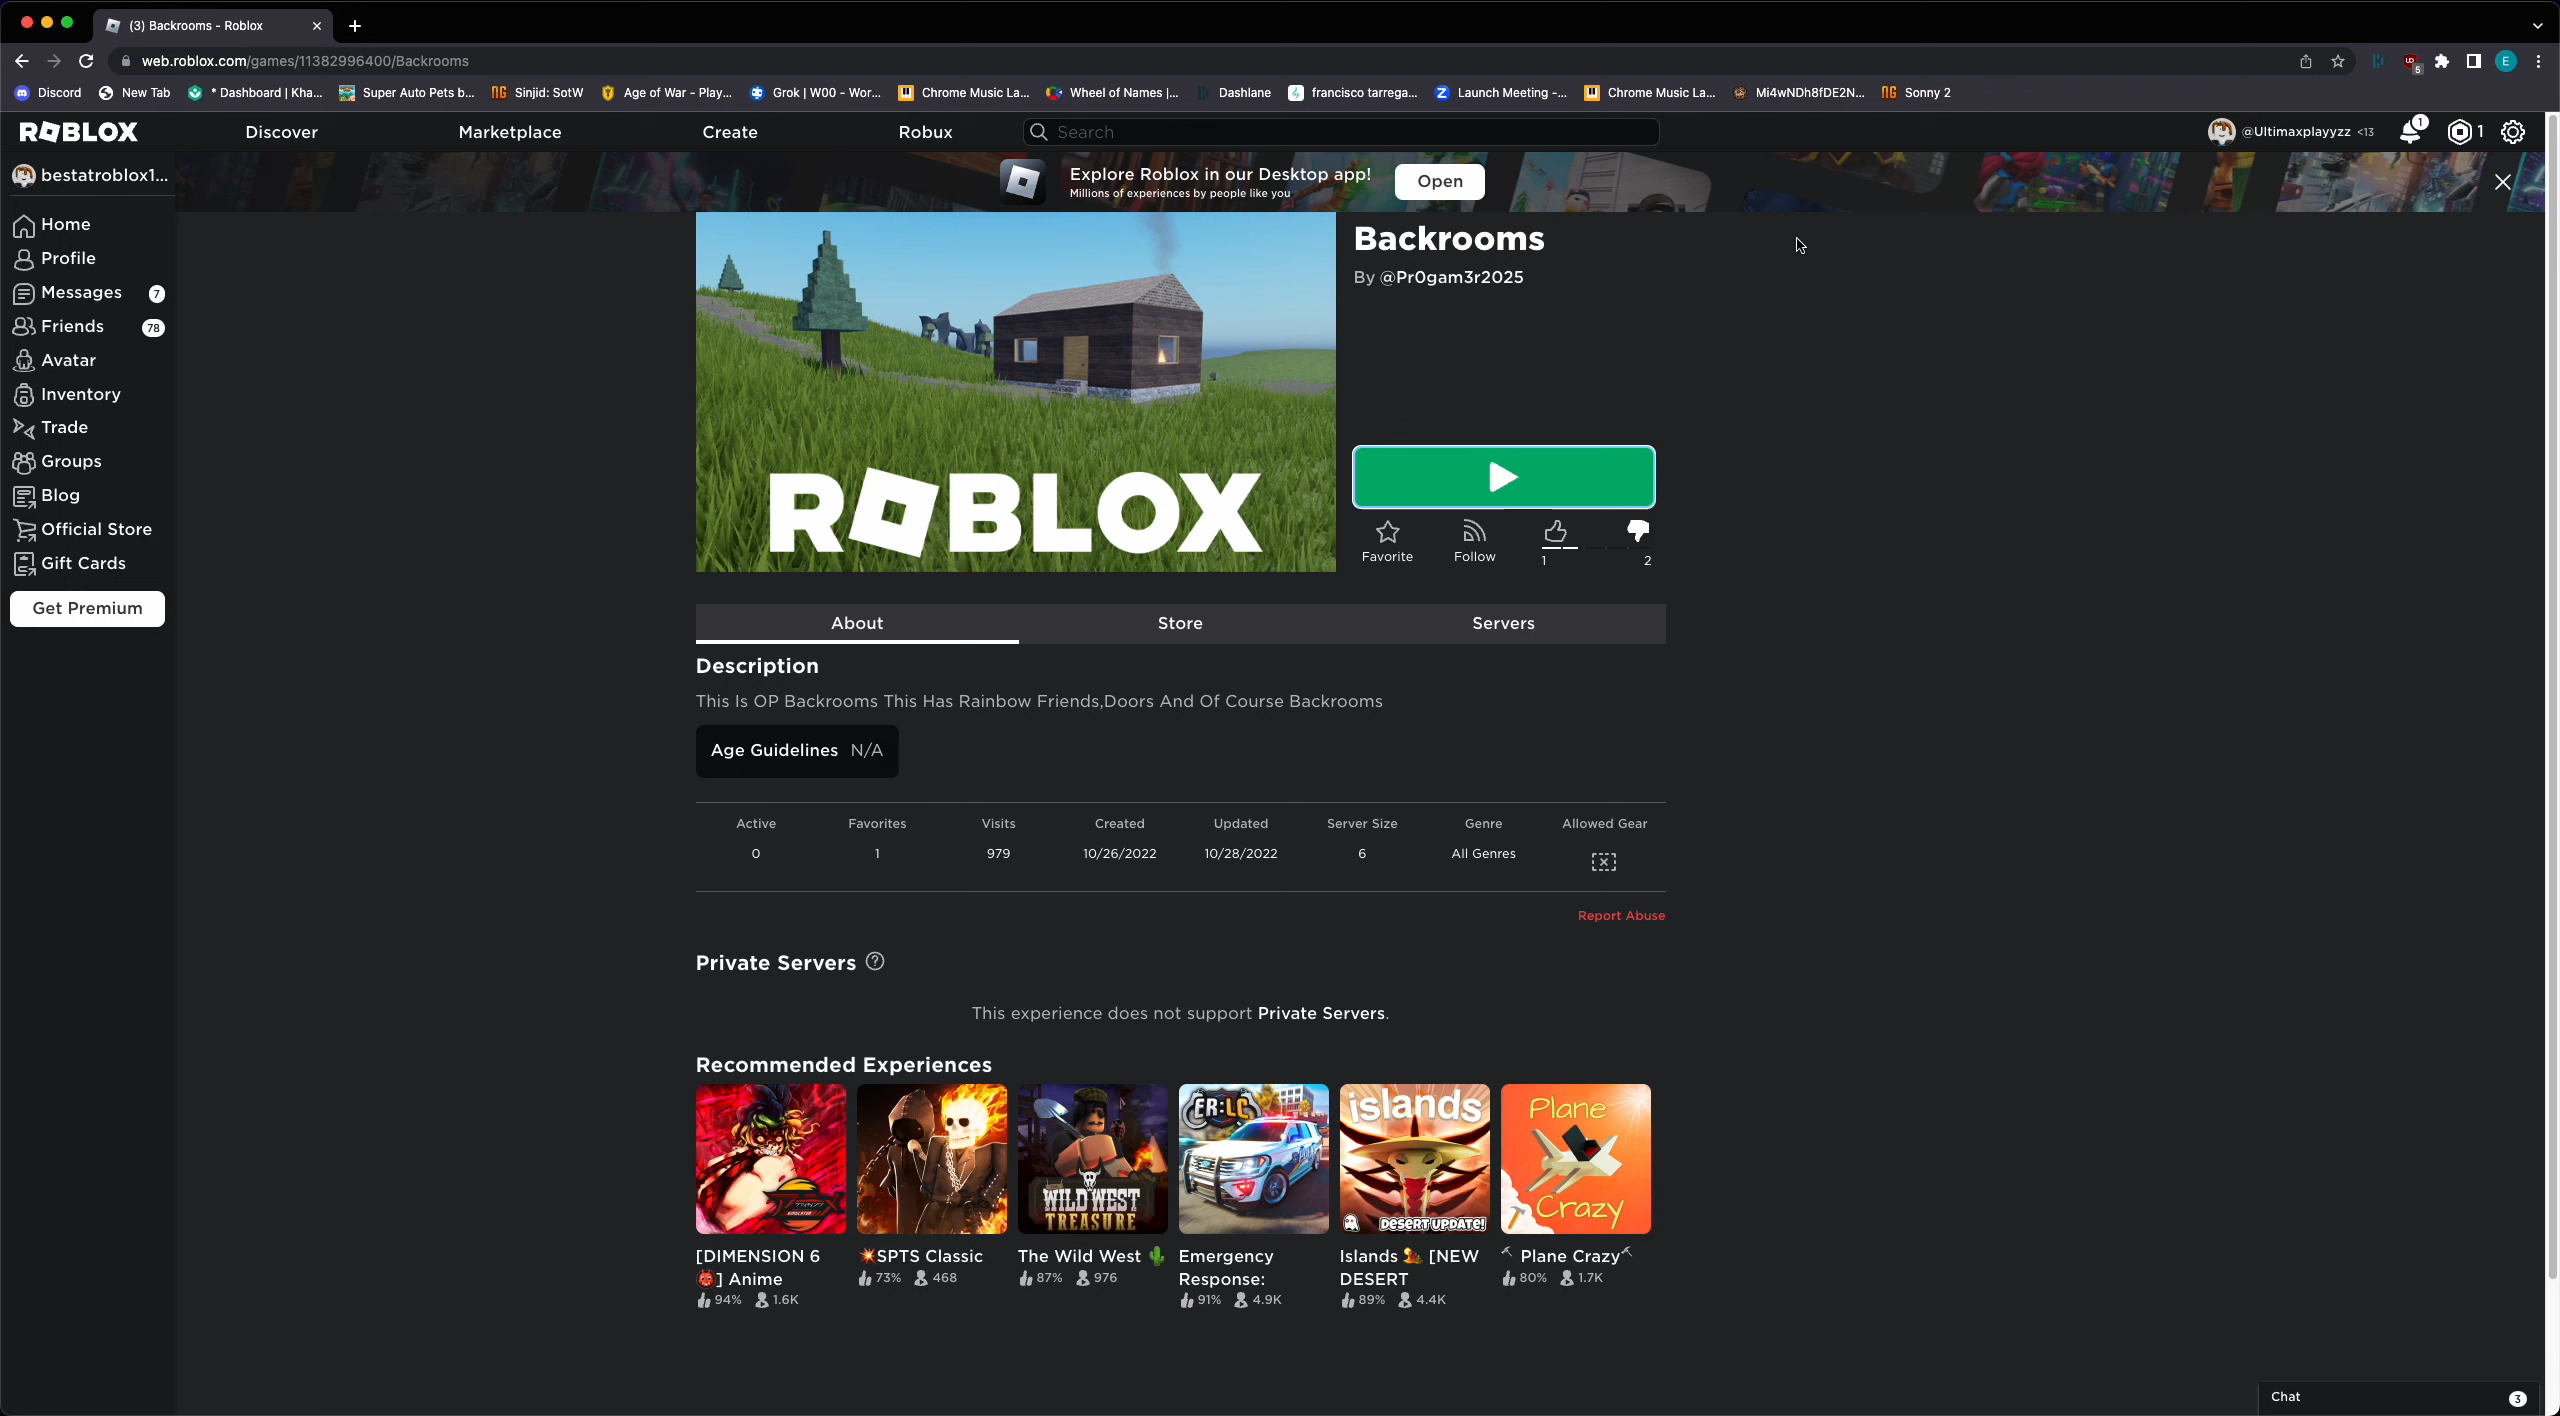 (3) Backrooms - Roblox
web.roblox.com/games/11382996400/Backrooms
Discord New Tab * Dashboard | Kha... Super Auto Pets b... Sinjid: SotW Age of War - Play... Grok | W00 - Wor... Chrome Music La... Wheel of Names |... Dashlane francisco tarrega... Launch Meeting -... Chrome Music La... Mi4wNDh8fDE2N... Sonny 2
ROBLOX Discover Marketplace Create Robux Search @Ultimaxplayyzz <13 1 1
bestatroblox1...
Explore Roblox in our Desktop app!
Millions of experiences by people like you
Open
Home
Profile
Messages 7
Friends 78
Avatar
Inventory
Trade
Groups
Blog
Official Store
Gift Cards
Get Premium
ROBLOX
Backrooms
By @Pr0gam3r2025
Favorite Follow 1 2
About Store Servers
Description
This Is OP Backrooms This Has Rainbow Friends,Doors And Of Course Backrooms
Age Guidelines N/A
Active Favorites Visits Created Updated Server Size Genre Allowed Gear
0 1 979 10/26/2022 10/28/2022 6 All Genres
Report Abuse
Private Servers
This experience does not support Private Servers.
Recommended Experiences
WILD WEST
TREASURE
ER:LC
islands
DESERT UPDATE!
Plane
Crazy
[DIMENSION 6
👹] Anime
94% 1.6K
💥SPTS Classic
73% 468
The Wild West 🌵
87% 976
Emergency
Response:
91% 4.9K
Islands 🐫 [NEW
DESERT
89% 4.4K
⛏ Plane Crazy⛏
80% 1.7K
Chat 3